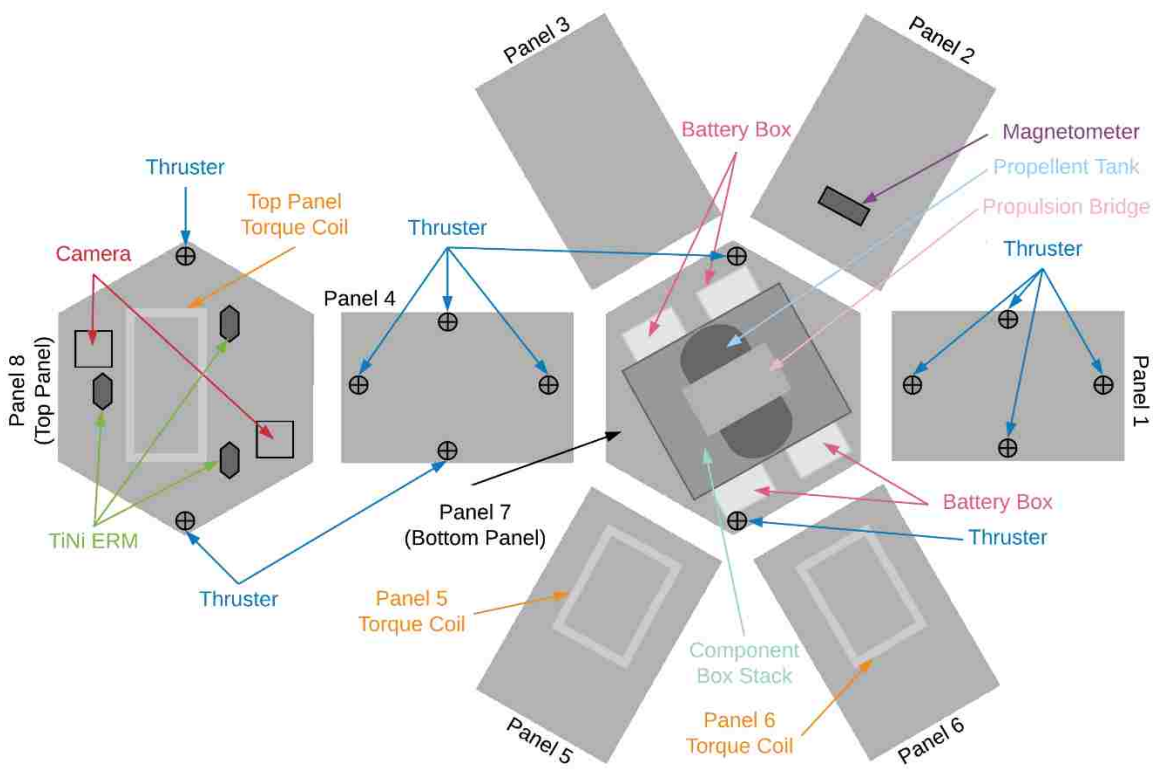 Panel 3
Panel 2
Battery Box
Magnetometer
Propellent Tank
Propulsion Bridge
Thruster
Top Panel
Torque Coil
Camera
Thruster
Thruster
Panel 4
Panel 8
(Top Panel)
Panel 1
TiNi ERM
Panel 7
(Bottom Panel)
Battery Box
Thruster
Thruster
Panel 5
Torque Coil
Component
Box Stack
Panel 6
Torque Coil
Panel 5
Panel 6